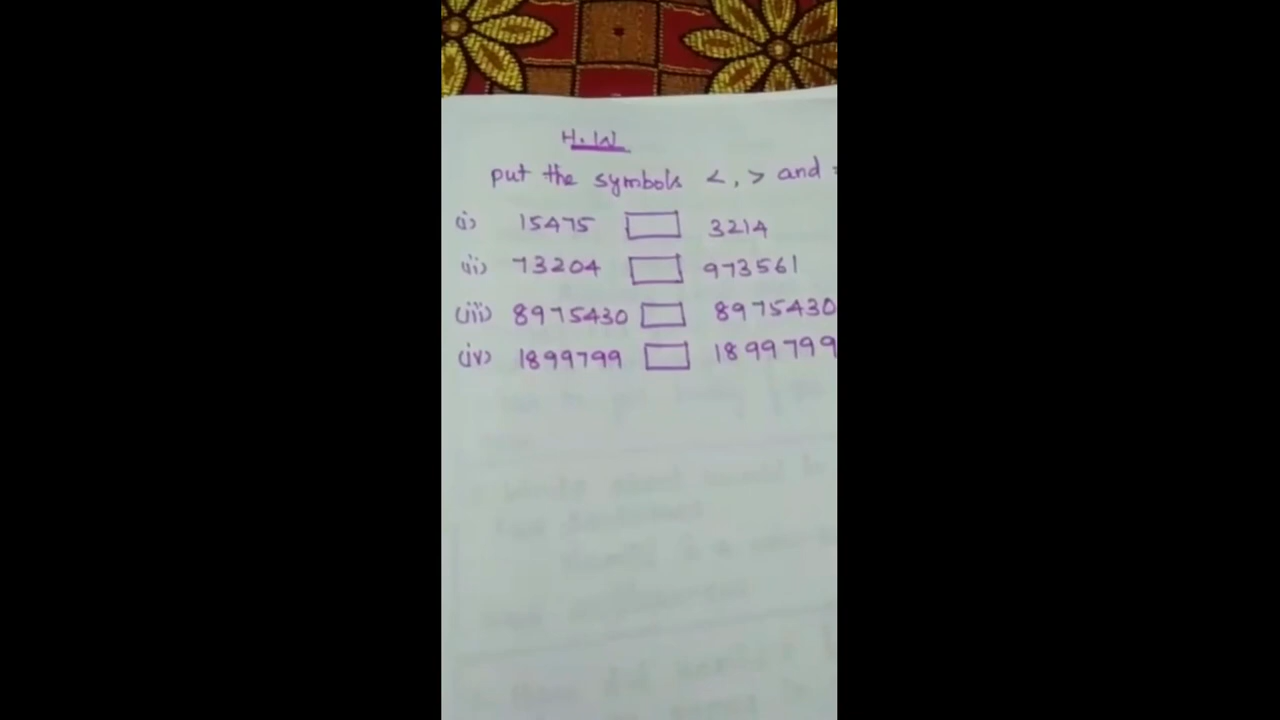 H.W
put the symbols <, > and =
(i) 15475 3214
(ii) 73204 973561
(iii) 8975430 8975430
(iv) 1899799 1899799